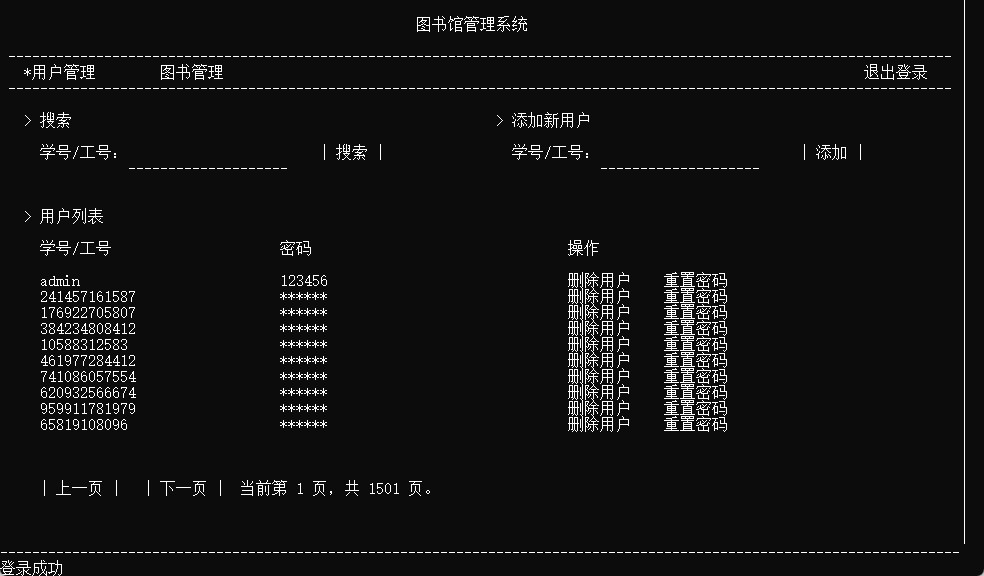 图书馆管理系统
*用户管理 图书管理 退出登录
> 搜索 > 添加新用户
学号/工号: | 搜索 | 学号/工号: | 添加 |
> 用户列表
学号/工号 密码 操作
admin 123456 删除用户 重置密码
241457161587 ****** 删除用户 重置密码
176922705807 ****** 删除用户 重置密码
384234808412 ****** 删除用户 重置密码
10588312583 ****** 删除用户 重置密码
461977284412 ****** 删除用户 重置密码
741086057554 ****** 删除用户 重置密码
620932566674 ****** 删除用户 重置密码
959911781979 ****** 删除用户 重置密码
65819108096 ****** 删除用户 重置密码
| 上一页 | | 下一页 | 当前第 1 页，共 1501 页。
登录成功